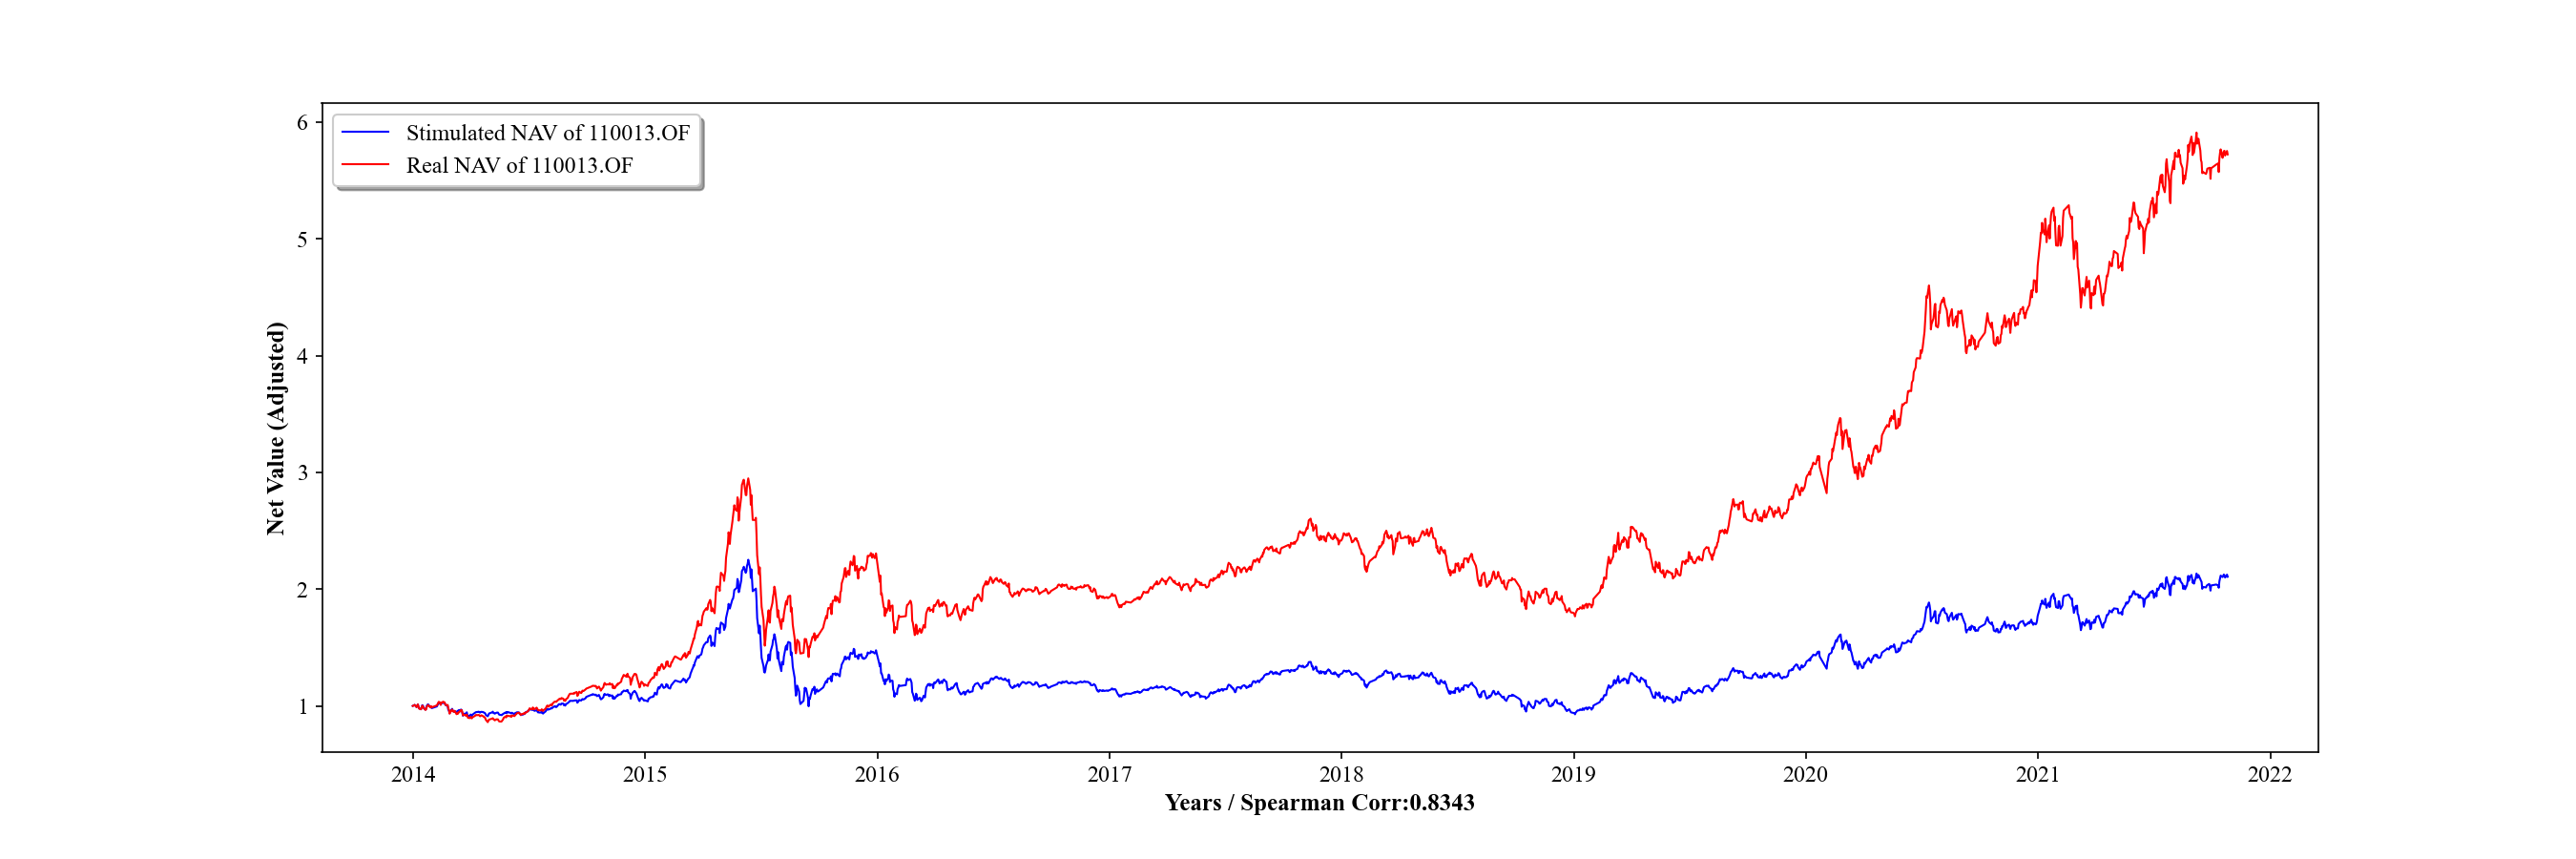 Stimulated NAV of 110013.OF
Real NAV of 110013.OF
Net Value (Adjusted)
6
5
4
3
2
1
2014 2015 2016 2017 2018 2019 2020 2021 2022
Years / Spearman Corr:0.8343